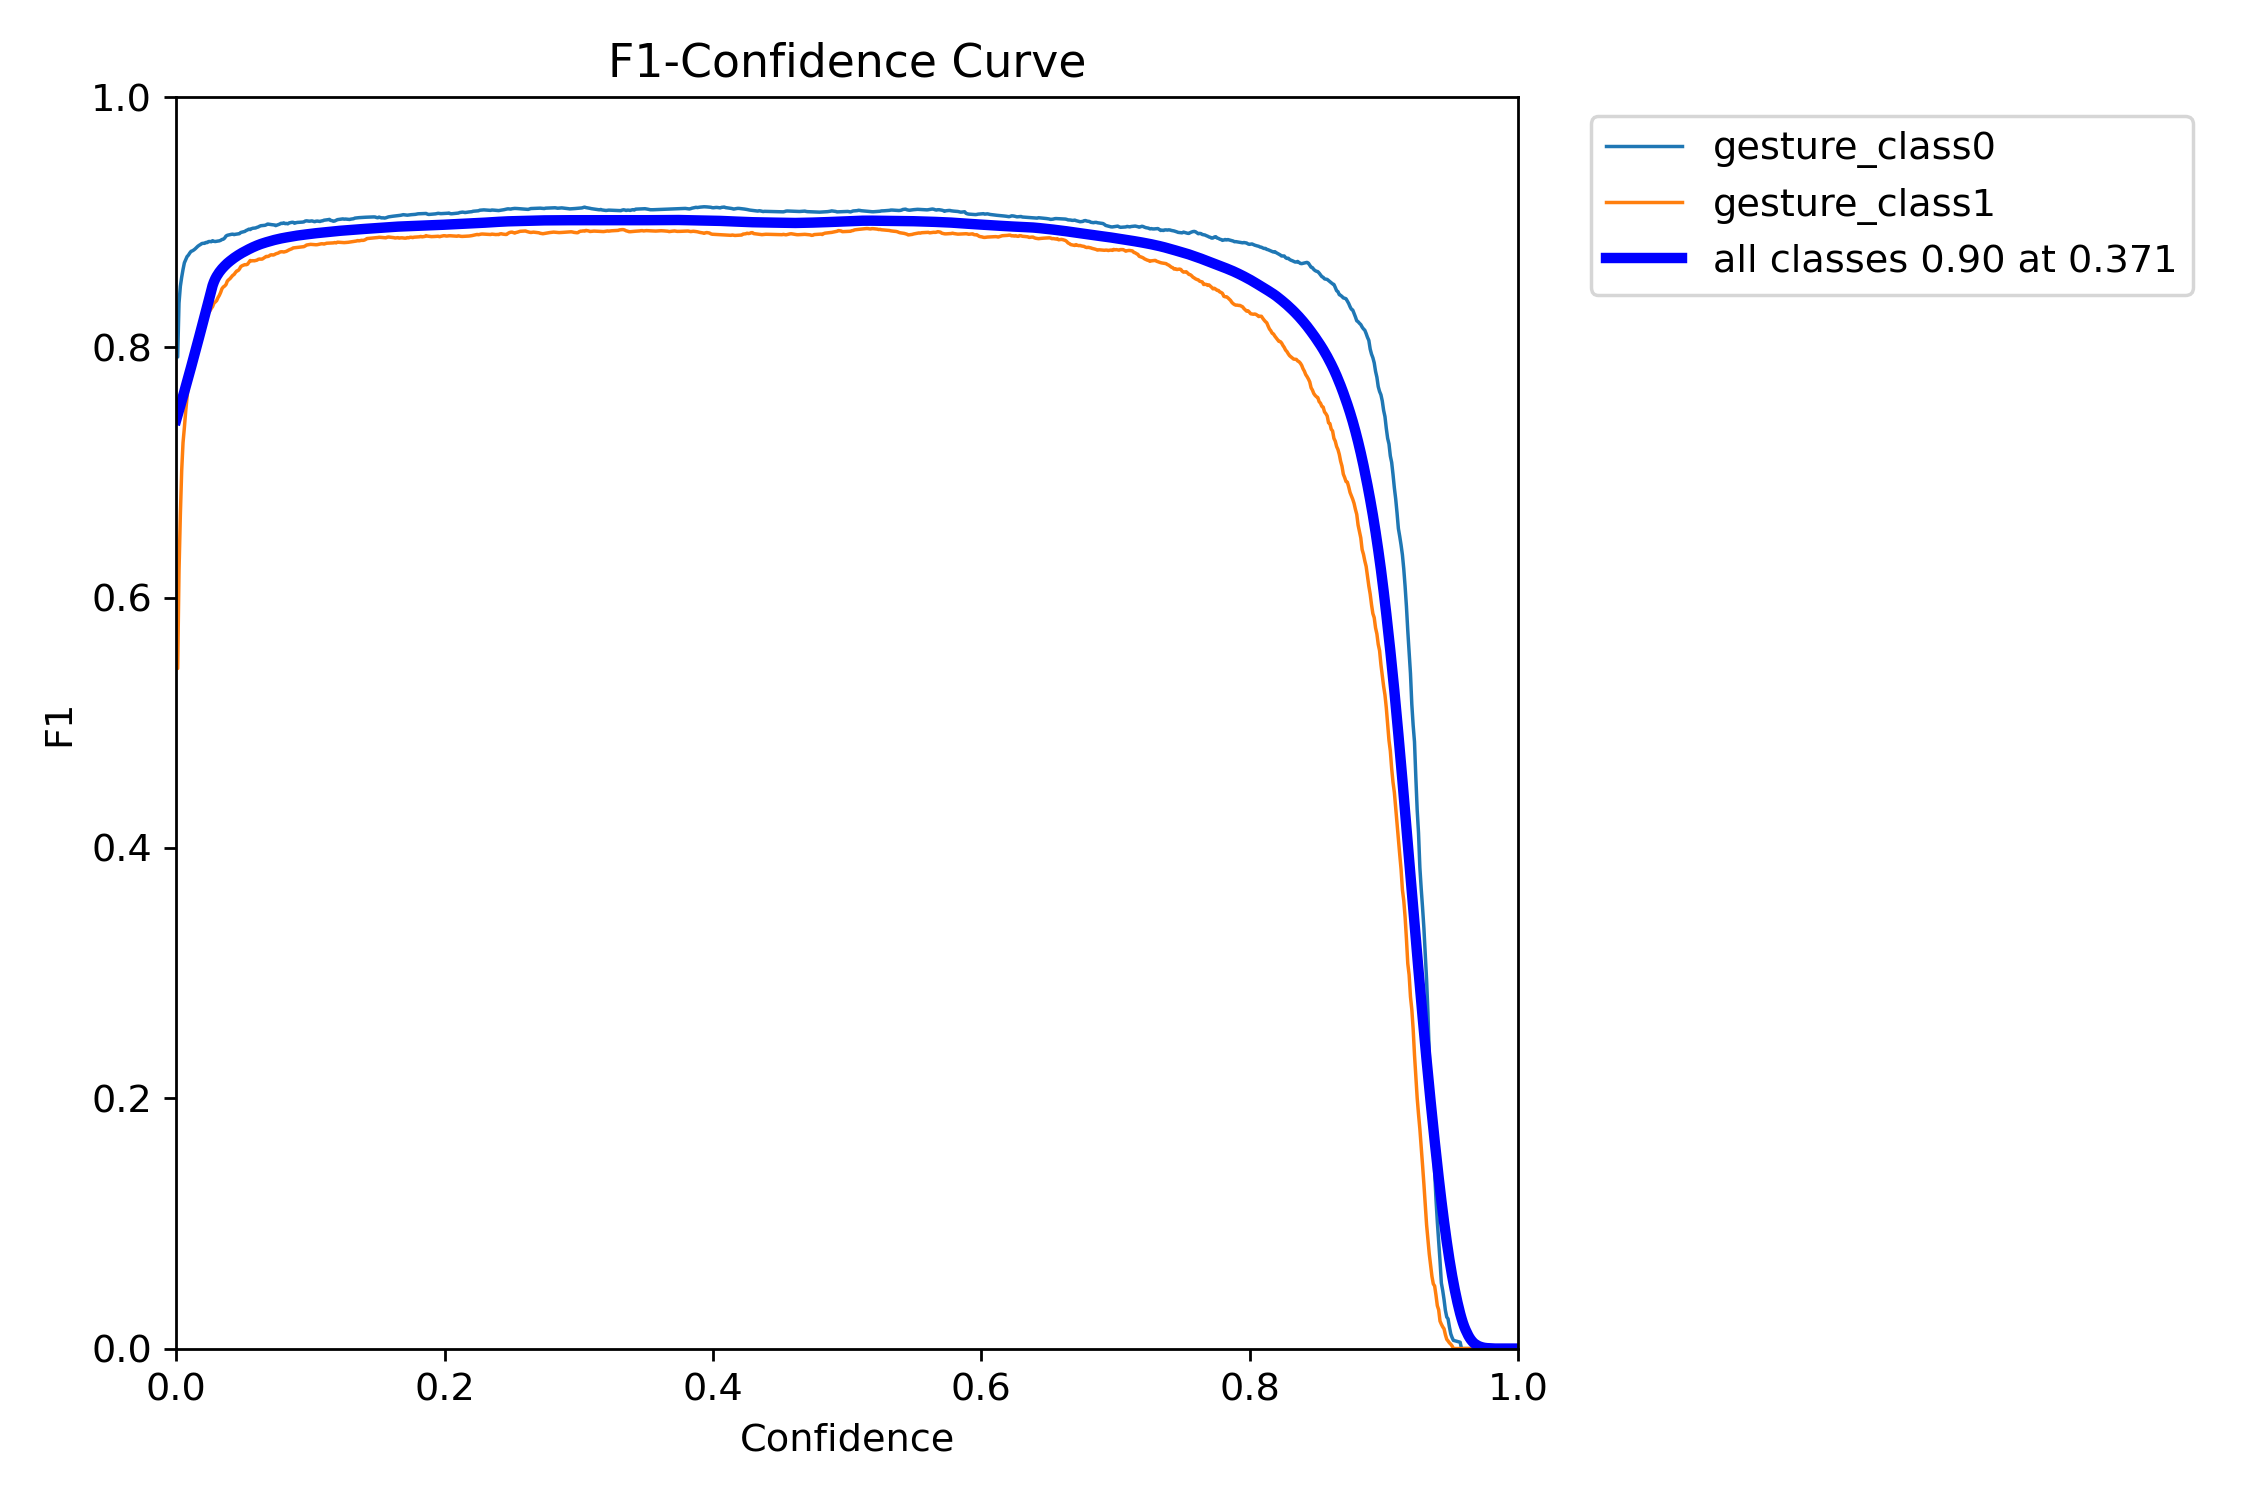 F1-Confidence Curve
1.0
0.8
0.6
0.4
0.2
0.0
F1
0.0 0.2 0.4 0.6 0.8 1.0
Confidence
gesture_class0
gesture_class1
all classes 0.90 at 0.371